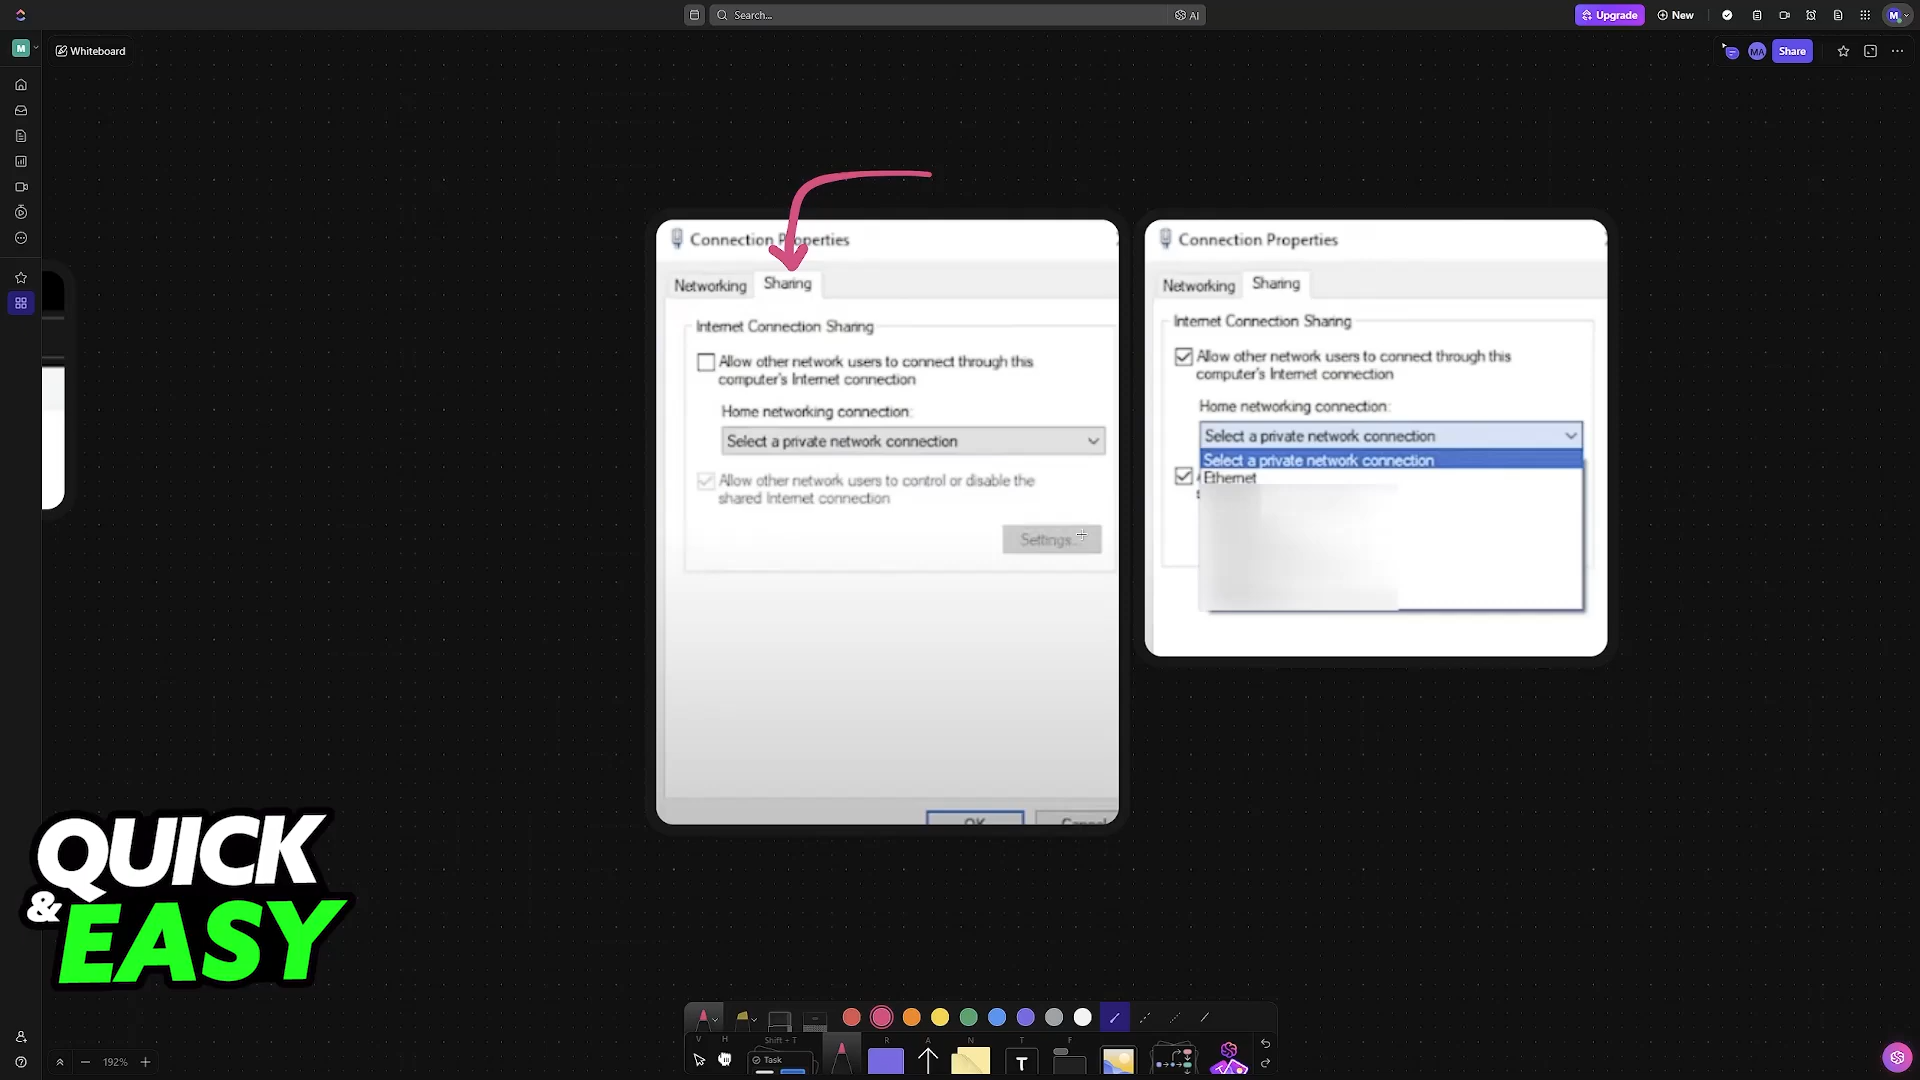 Search...
AI
Upgrade
New
M
M
Whiteboard
MA
Share
Connection Properties
Networking
Sharing
Internet Connection Sharing
Allow other network users to connect through this
computer's Internet connection
Home networking connection:
Select a private network connection
Allow other network users to control or disable the
shared Internet connection
Settings...
OK
Cancel
Connection Properties
Networking
Sharing
Internet Connection Sharing
Allow other network users to connect through this
computer's Internet connection
Home networking connection:
Select a private network connection
Select a private network connection
Ethernet
QUICK
& EASY
192%
V
H
Shift + T
R
A
N
T
F
Task
T